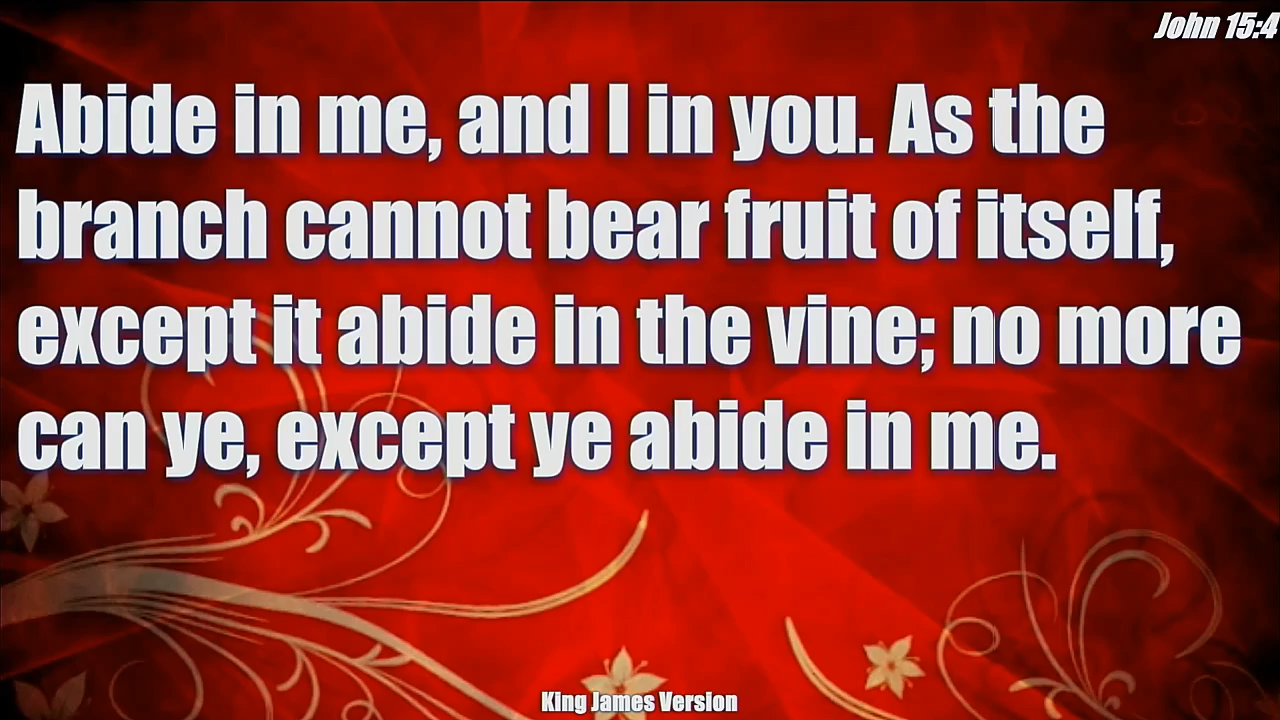 John 15:4
Abide in me, and I in you. As the
branch cannot bear fruit of itself,
except it abide in the vine; no more
can ye, except ye abide in me.
King James Version